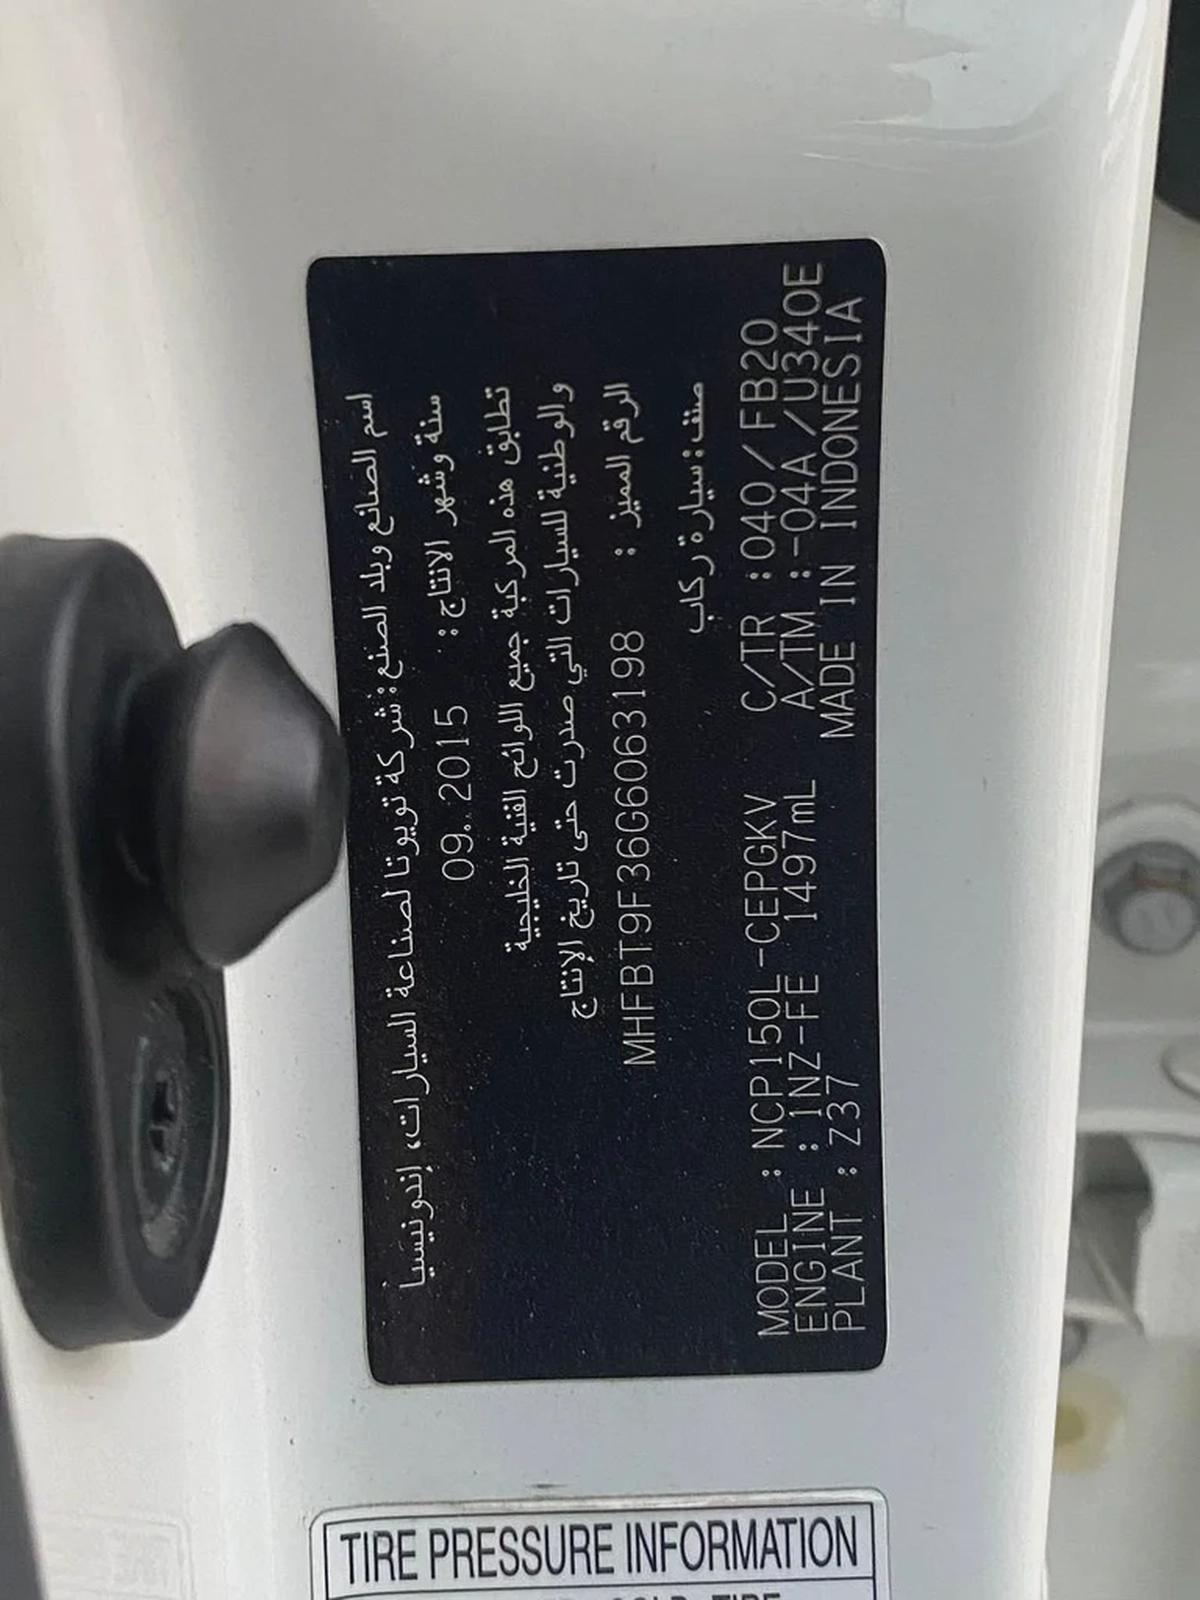 اسم الصانع وبلد الصنع: شركة تويوتا لصناعة السيارات، إندونيسيا
سنة وشهر الانتاج: 09.2015
تطابق هذه المركبة جميع اللوائح الفنية الخليجية
والوطنية للسيارات التي صدرت حتى تاريخ الإنتاج
الرقم المميز : MHFBT9F36G6063198
صنف: سيارة ركاب
MODEL : NCP150L-CEPGKV C/TR :040/FB20
ENGINE : 1NZ-FE 1497mL A/TM :-04A/U340E
PLANT : Z37 MADE IN INDONESIA
TIRE PRESSURE INFORMATION
COLD TIRE